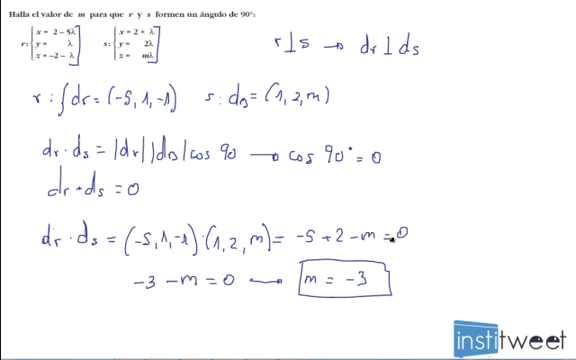 Halla el valor de m para que r y s formen un ángulo de 90°:
r: { x = 2 - 5λ
y = λ
z = -2 - λ
s: { x = 2 + λ
y = 2λ
z = mλ
r ⊥ s → dr ⊥ ds
r: { dr = (-5, 1, -1) s: ds = (1, 2, m)
dr · ds = |dr| |ds| cos 90 → cos 90° = 0
dr · ds = 0
dr · ds = (-5, 1, -1) · (1, 2, m) = -5 + 2 - m = 0
-3 - m = 0 → m = -3
institweet